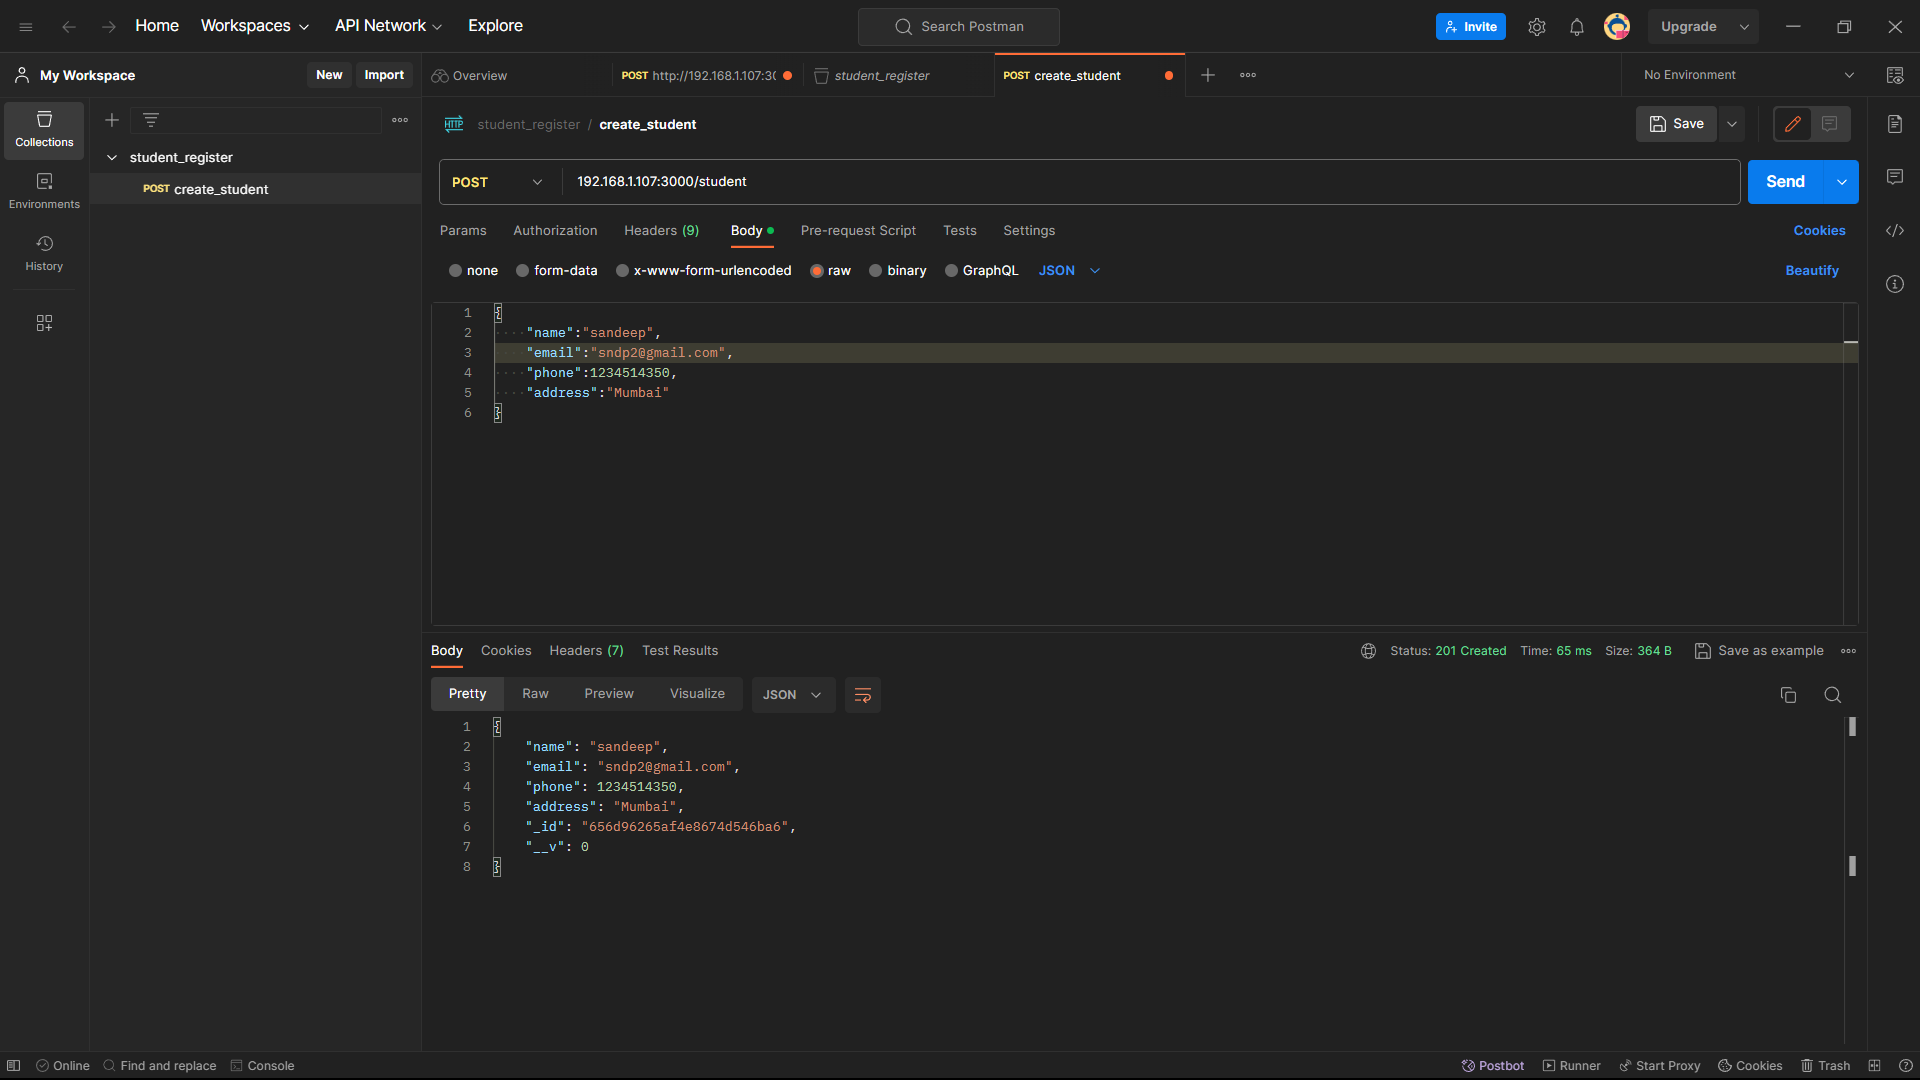 Home Workspaces API Network Explore Search Postman Invite Upgrade
My Workspace New Import Overview POST http://192.168.1.107:3( student_register POST create_student No Environment
Collections
Environments
History
student_register
POST create_student
HTTP student_register / create_student Save
POST 192.168.1.107:3000/student Send
Params Authorization Headers (9) Body Pre-request Script Tests Settings Cookies
none form-data x-www-form-urlencoded raw binary GraphQL JSON Beautify
1 {
2 "name":"sandeep",
3 "email":"sndp2@gmail.com",
4 "phone":1234514350,
5 "address":"Mumbai"
6 }
Body Cookies Headers (7) Test Results Status: 201 Created Time: 65 ms Size: 364 B Save as example
Pretty Raw Preview Visualize JSON
1 {
2 "name": "sandeep",
3 "email": "sndp2@gmail.com",
4 "phone": 1234514350,
5 "address": "Mumbai",
6 "_id": "656d96265af4e8674d546ba6",
7 "__v": 0
8 }
Online Find and replace Console Postbot Runner Start Proxy Cookies Trash